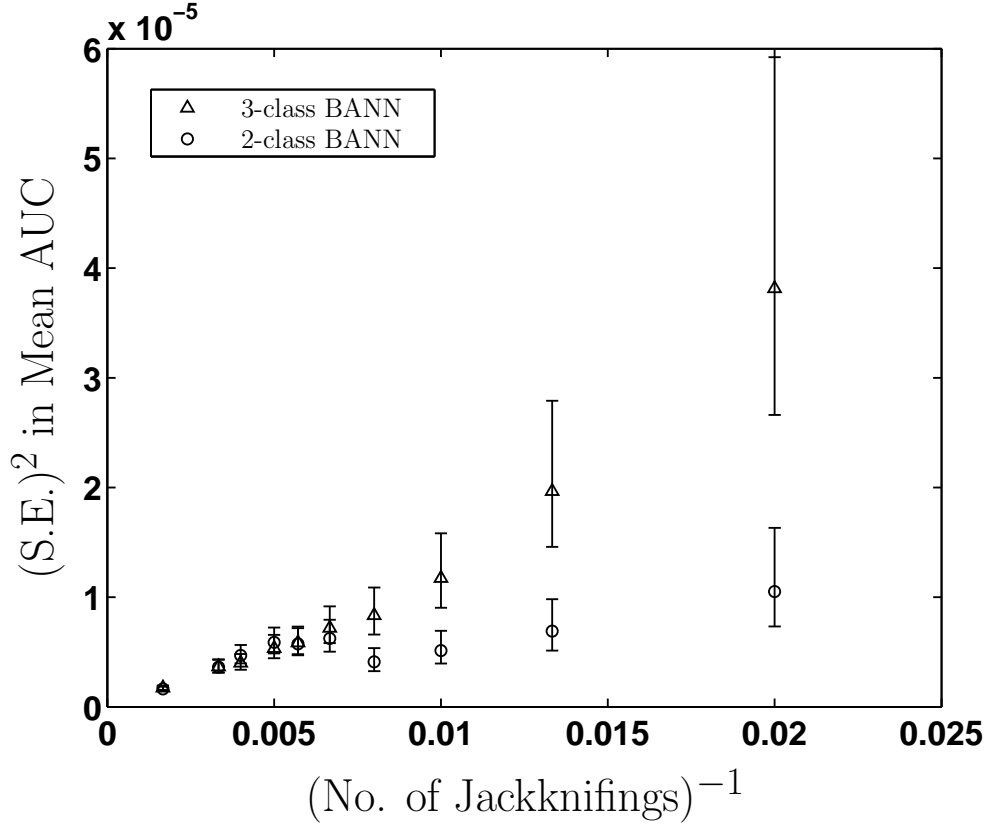 x 10⁻⁵
6
5
4
3
2
1
0
(S.E.)² in Mean AUC
3-class BANN
2-class BANN
0 0.005 0.01 0.015 0.02 0.025
(No. of Jackknifings)⁻¹